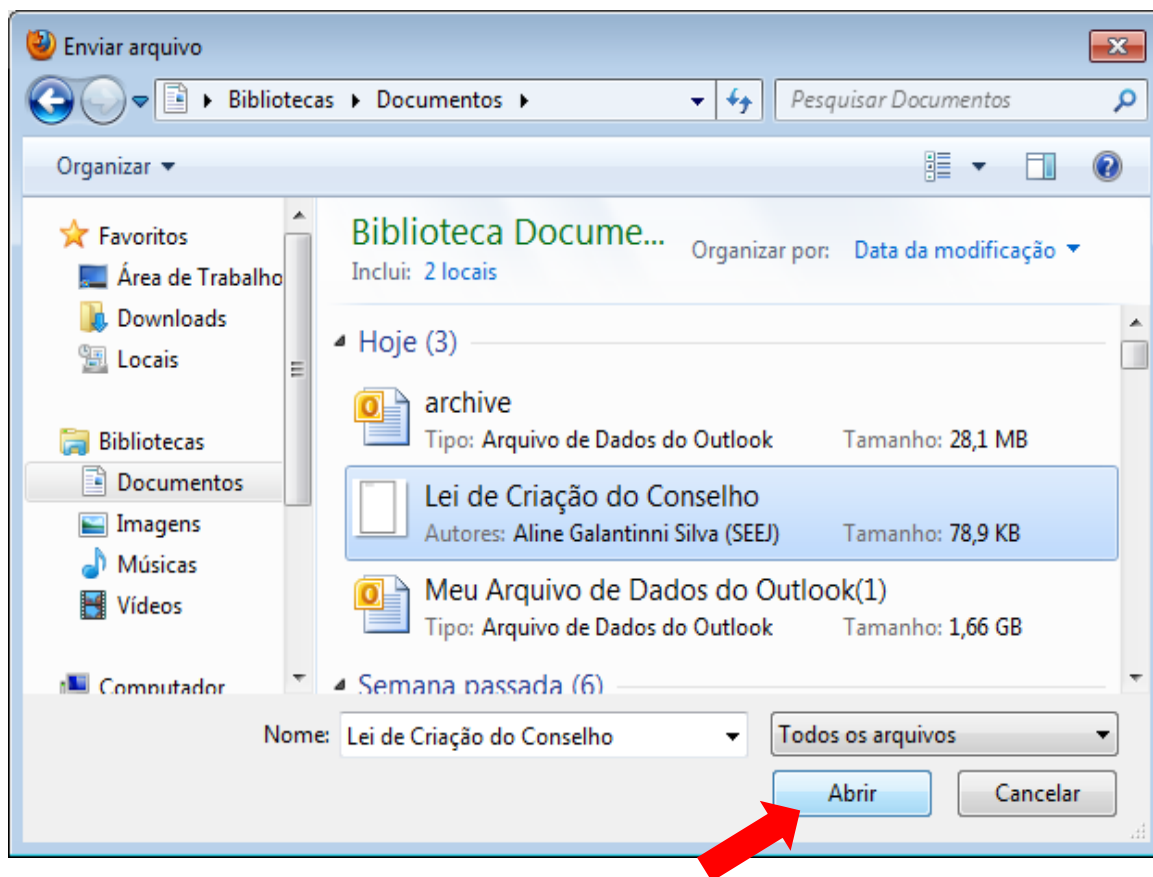 Enviar arquivo
Bibliotecas Documentos Pesquisar Documentos
Organizar
Favoritos
Área de Trabalho
Downloads
Locais
Bibliotecas
Documentos
Imagens
Músicas
Vídeos
Computador
Biblioteca Docume...
Inclui: 2 locais
Organizar por: Data da modificação
Hoje (3)
archive
Tipo: Arquivo de Dados do Outlook Tamanho: 28,1 MB
Lei de Criação do Conselho
Autores: Aline Galantinni Silva (SEEJ) Tamanho: 78,9 KB
Meu Arquivo de Dados do Outlook(1)
Tipo: Arquivo de Dados do Outlook Tamanho: 1,66 GB
Semana passada (6)
Nome: Lei de Criação do Conselho Todos os arquivos
Abrir Cancelar